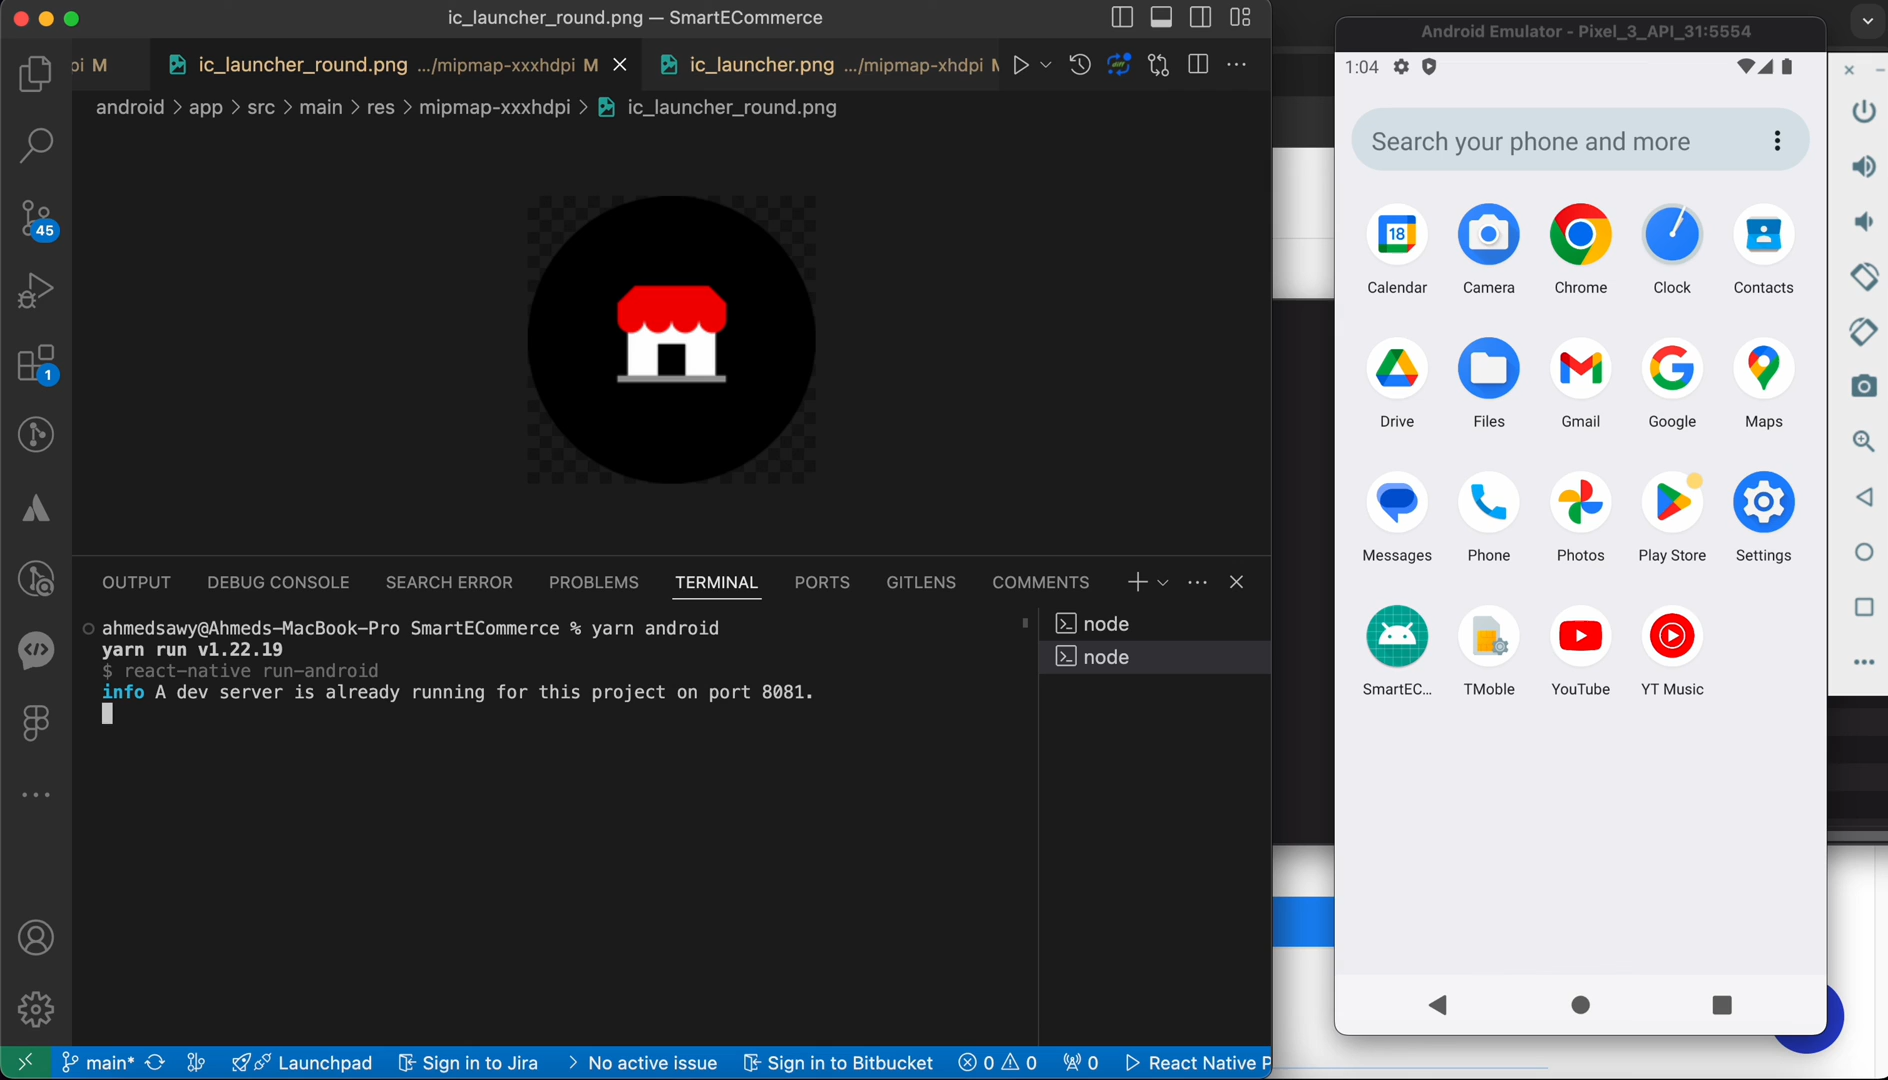 ic_launcher_round.png — SmartECommerce
pi M
ic_launcher_round.png .../mipmap-xxxhdpi M
ic_launcher.png .../mipmap-xhdpi
android > app > src > main > res > mipmap-xxxhdpi > ic_launcher_round.png
45
1
OUTPUT
DEBUG CONSOLE
SEARCH ERROR
PROBLEMS
TERMINAL
PORTS
GITLENS
COMMENTS
ahmedsawy@Ahmeds-MacBook-Pro SmartECommerce % yarn android
yarn run v1.22.19
$ react-native run-android
info A dev server is already running for this project on port 8081.
node
node
main*
Launchpad
Sign in to Jira
No active issue
Sign in to Bitbucket
0
0
0
React Native P
Android Emulator - Pixel_3_API_31:5554
1:04
Search your phone and more
18
Calendar
Camera
Chrome
Clock
Contacts
Drive
Files
Gmail
Google
Maps
Messages
Phone
Photos
Play Store
Settings
SmartEC...
TMoble
YouTube
YT Music